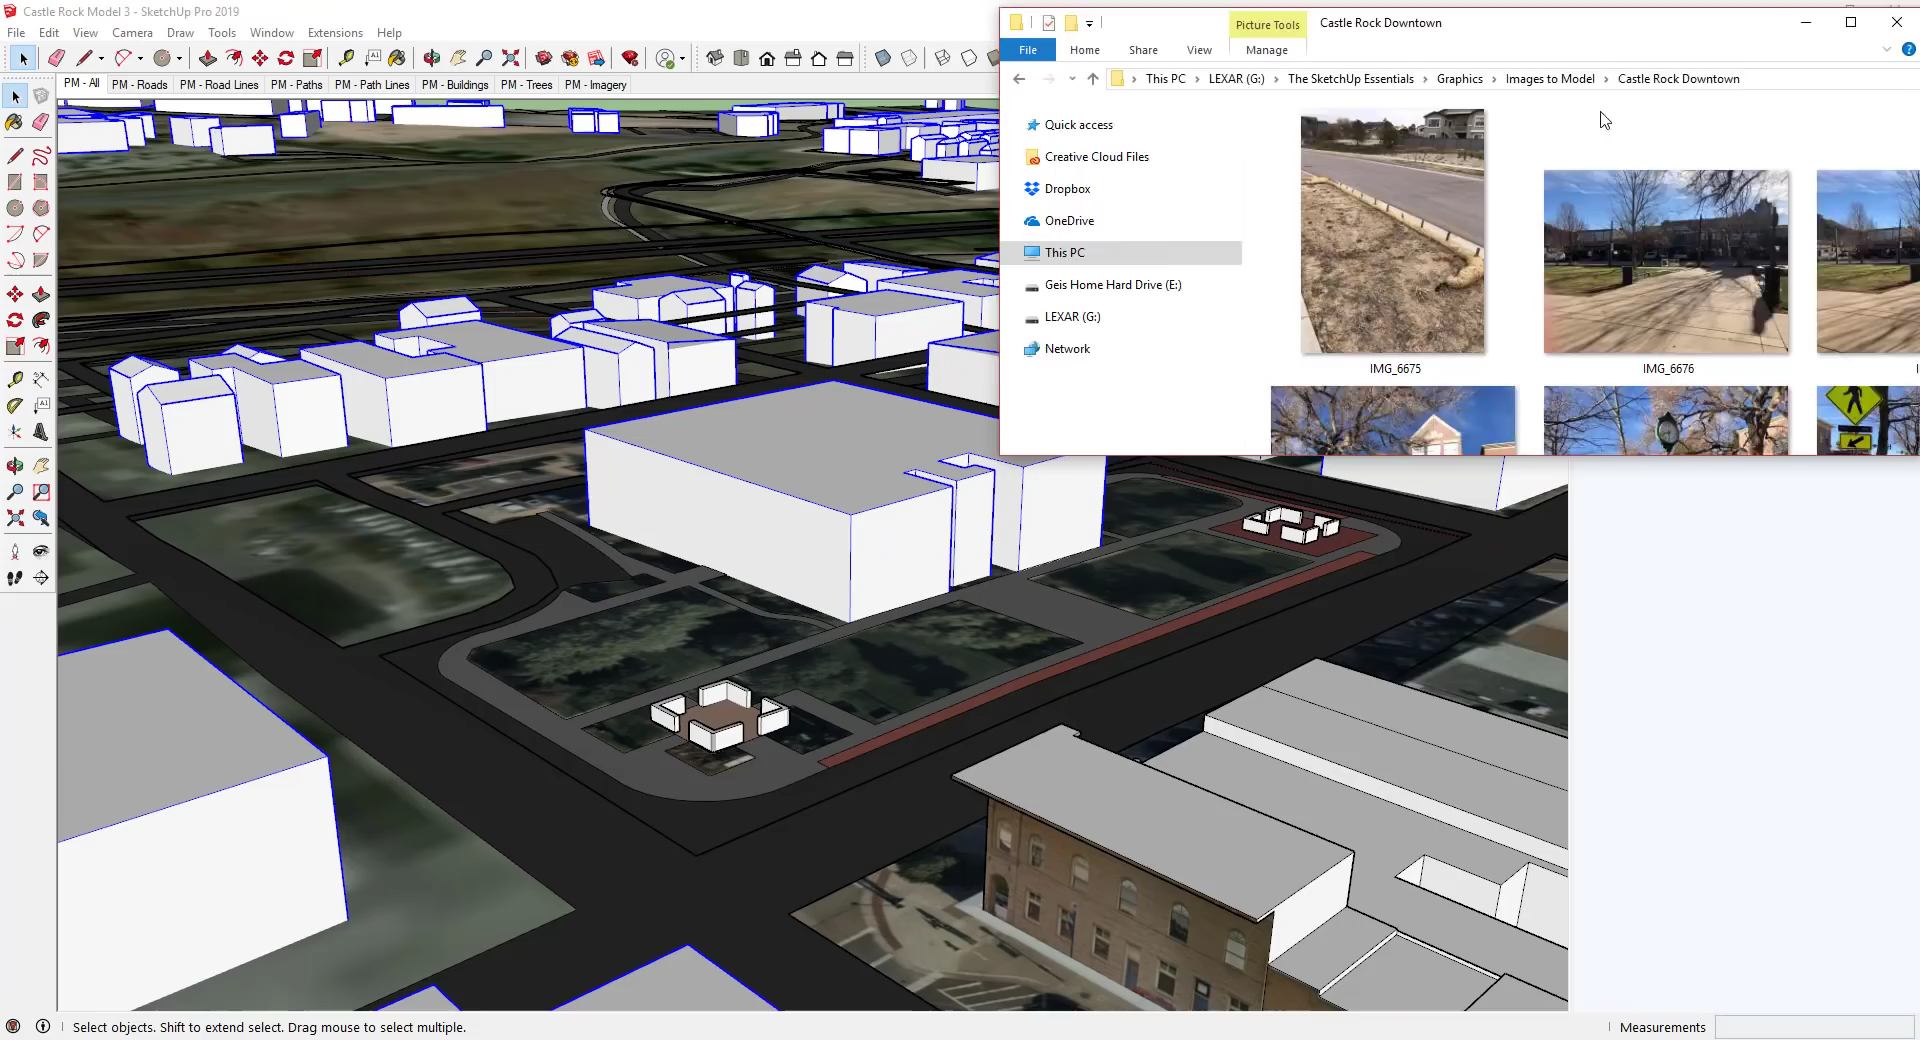 Castle Rock Model 3 - SketchUp Pro 2019
File Edit View Camera Draw Tools Window Extensions Help
PM - All PM - Roads PM - Road Lines PM - Paths PM - Path Lines PM - Buildings PM - Trees PM - Imagery
Picture Tools
Castle Rock Downtown
File Home Share View Manage
This PC LEXAR (G:) The SketchUp Essentials Graphics Images to Model Castle Rock Downtown
Quick access
Creative Cloud Files
Dropbox
OneDrive
This PC
Geis Home Hard Drive (E:)
LEXAR (G:)
Network
IMG_6675
IMG_6676
Select objects. Shift to extend select. Drag mouse to select multiple.
Measurements